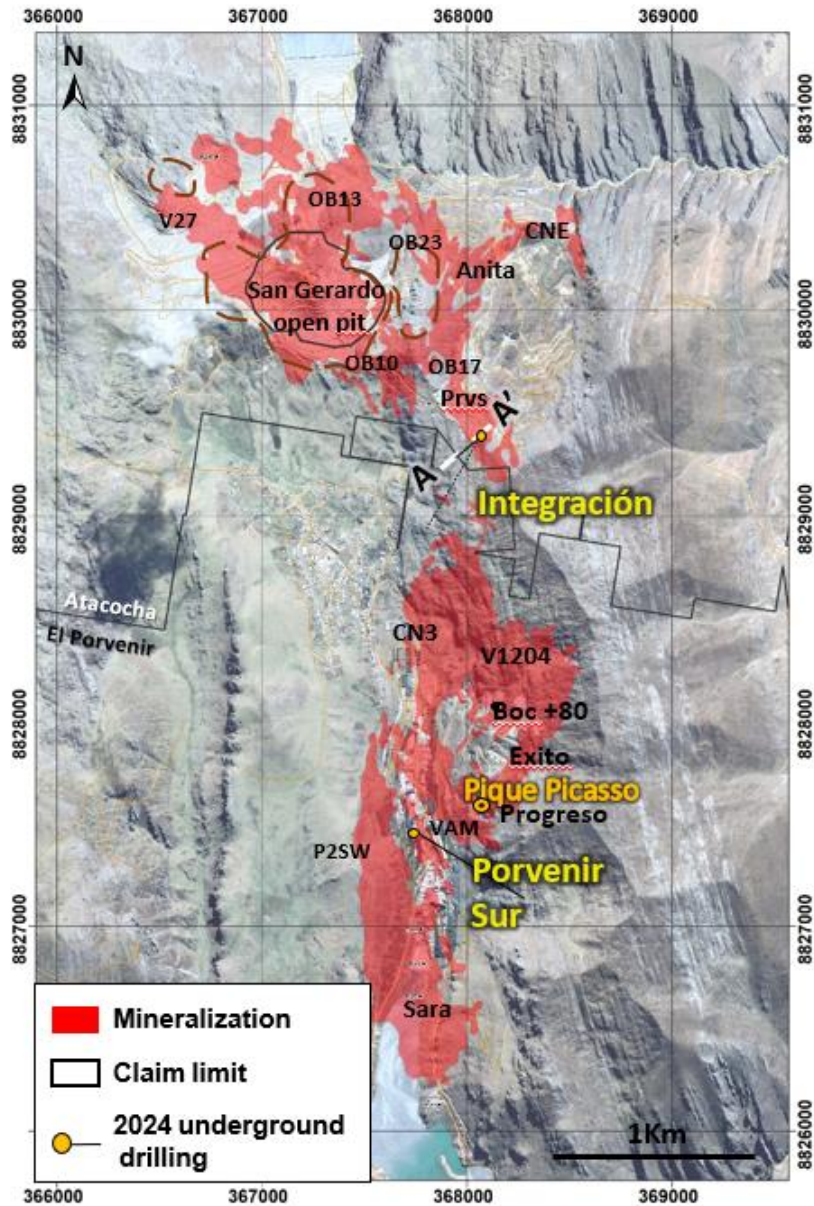 366000 367000 368000 369000
N
8831000
8831000
OB13
V27
OB23
CNE
Anita
San Gerardo
open pit
8830000
8830000
OB10
OB17
Prvs
A'
A
Integración
8829000
8829000
Atacocha
El Porvenir
CN3
V1204
Boc +80
8828000
8828000
Exito
Pique Picasso
Progreso
VAM
P2SW
Porvenir
Sur
8827000
8827000
Sara
Mineralization
Claim limit
2024 underground
drilling
1Km
8826000
8826000
366000 367000 368000 369000